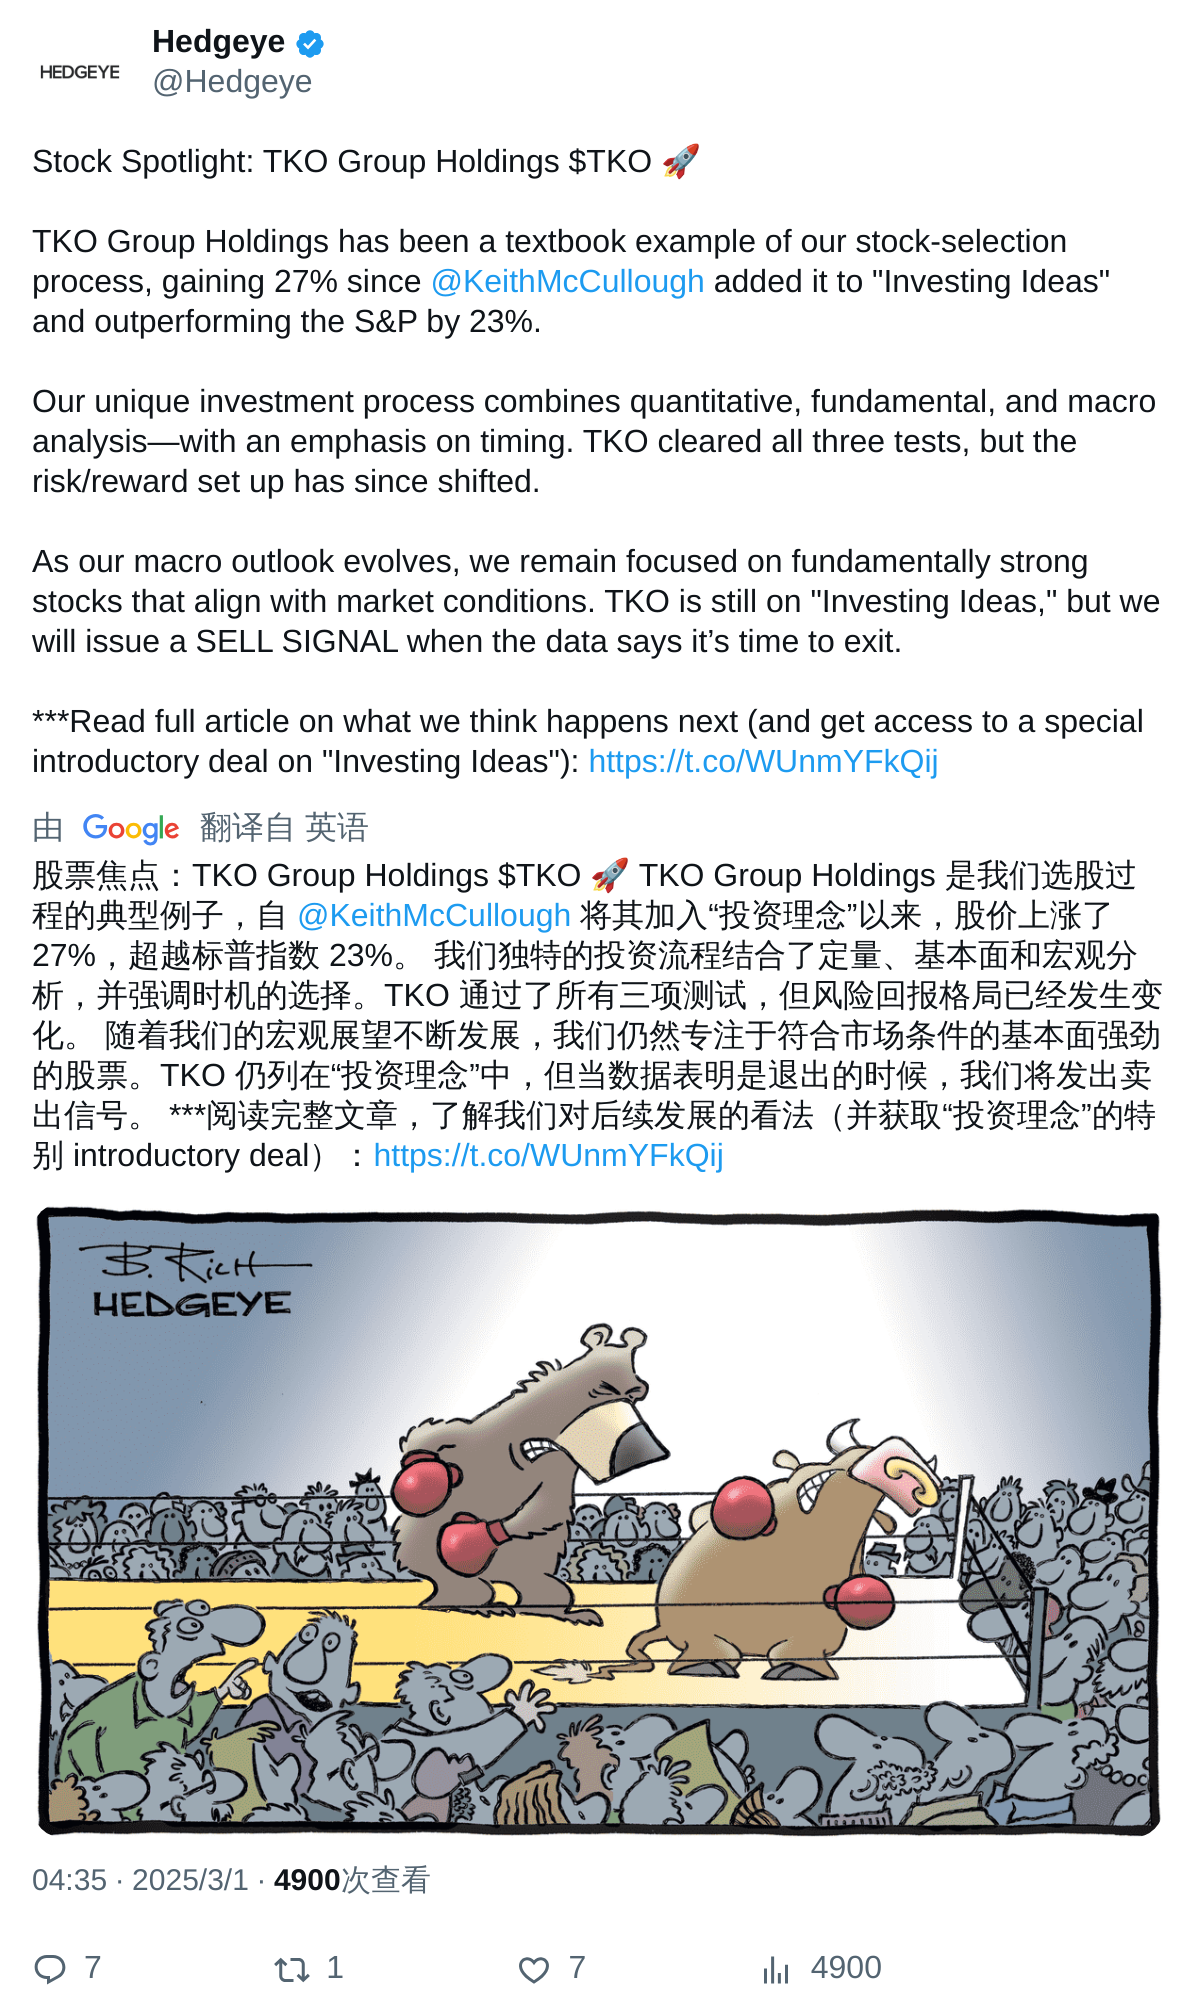 HEDGEYE
Hedgeye
@Hedgeye
Stock Spotlight: TKO Group Holdings $TKO 🚀
TKO Group Holdings has been a textbook example of our stock-selection
process, gaining 27% since @KeithMcCullough added it to "Investing Ideas"
and outperforming the S&P by 23%.
Our unique investment process combines quantitative, fundamental, and macro
analysis—with an emphasis on timing. TKO cleared all three tests, but the
risk/reward set up has since shifted.
As our macro outlook evolves, we remain focused on fundamentally strong
stocks that align with market conditions. TKO is still on "Investing Ideas," but we
will issue a SELL SIGNAL when the data says it’s time to exit.
***Read full article on what we think happens next (and get access to a special
introductory deal on "Investing Ideas"): https://t.co/WUnmYFkQij
由 Google 翻译自 英语
股票焦点：TKO Group Holdings $TKO 🚀 TKO Group Holdings 是我们选股过
程的典型例子，自 @KeithMcCullough 将其加入“投资理念”以来，股价上涨了
27%，超越标普指数 23%。 我们独特的投资流程结合了定量、基本面和宏观分
析，并强调时机的选择。TKO 通过了所有三项测试，但风险回报格局已经发生变
化。 随着我们的宏观展望不断发展，我们仍然专注于符合市场条件的基本面强劲
的股票。TKO 仍列在“投资理念”中，但当数据表明是退出的时候，我们将发出卖
出信号。 ***阅读完整文章，了解我们对后续发展的看法（并获取“投资理念”的特
别 introductory deal）：https://t.co/WUnmYFkQij
B. Rich
HEDGEYE
04:35 · 2025/3/1 · 4900次查看
7 1 7 4900